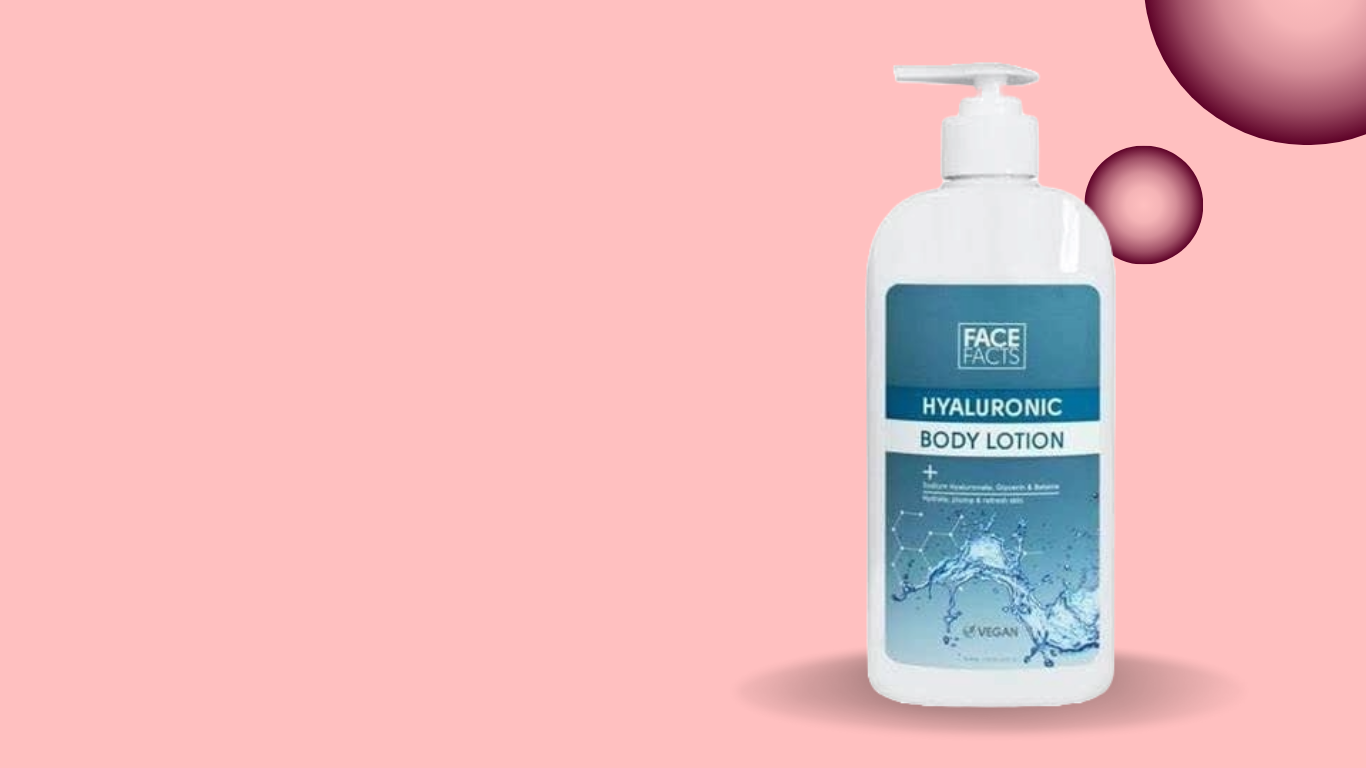 FACE
FACTS
HYALURONIC
BODY LOTION
+
Sodium Hyaluronate, Glycerin & Betaine
Hydrate, plump & refresh skin
VEGAN